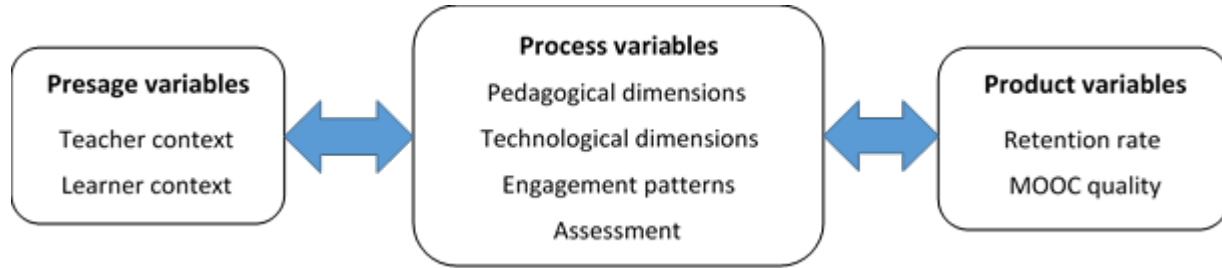 Presage variables
Teacher context
Learner context
Process variables
Pedagogical dimensions
Technological dimensions
Engagement patterns
Assessment
Product variables
Retention rate
MOOC quality